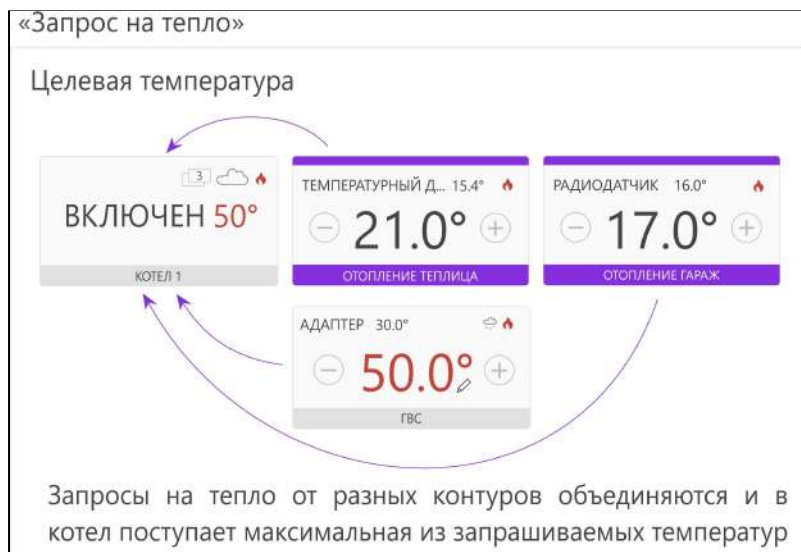 «Запрос на тепло»
Целевая температура
3
ВКЛЮЧЕН 50°
КОТЕЛ 1
ТЕМПЕРАТУРНЫЙ Д... 15.4°
− 21.0° +
ОТОПЛЕНИЕ ТЕПЛИЦА
РАДИОДАТЧИК 16.0°
− 17.0° +
ОТОПЛЕНИЕ ГАРАЖ
АДАПТЕР 30.0°
− 50.0° +
ГВС
Запросы на тепло от разных контуров объединяются и в
котел поступает максимальная из запрашиваемых температур